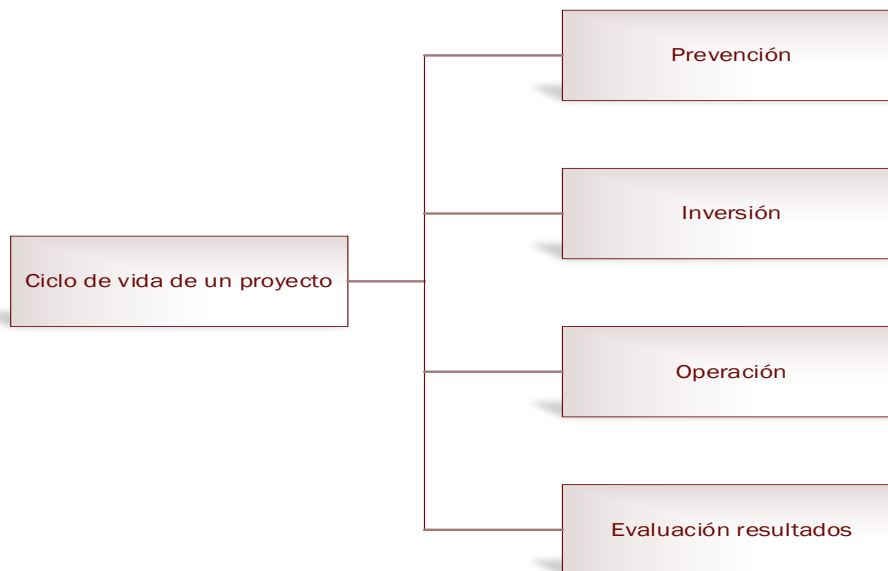 Prevención
Inversión
Ciclo de vida de un proyecto
Operación
Evaluación resultados